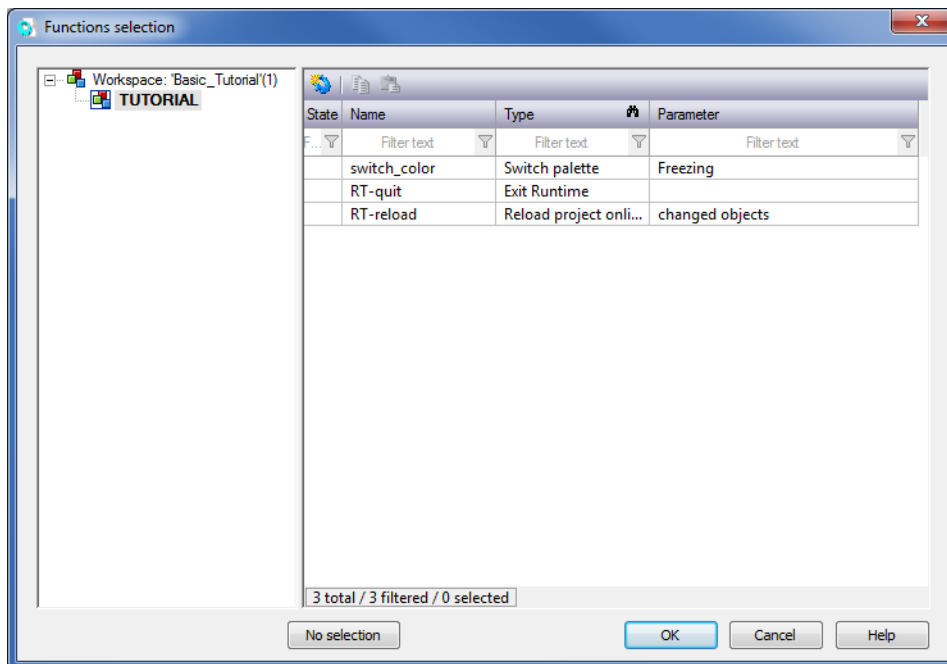 Functions selection
Workspace: 'Basic_Tutorial'(1)
TUTORIAL
State Name Type Parameter
F... Filter text Filter text Filter text
switch_color Switch palette Freezing
RT-quit Exit Runtime
RT-reload Reload project onli... changed objects
3 total / 3 filtered / 0 selected
No selection OK Cancel Help